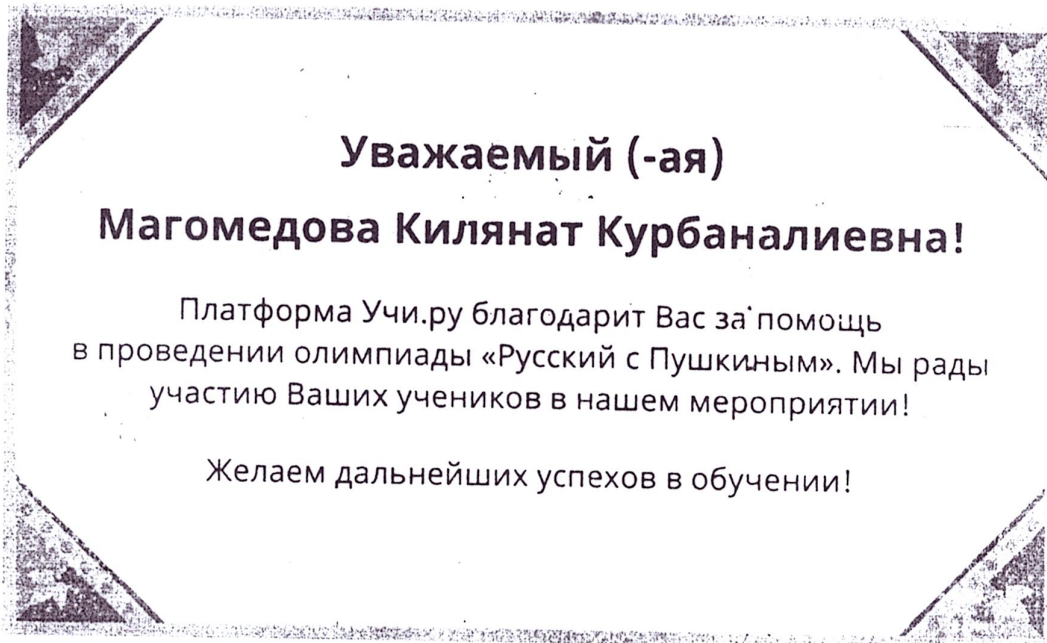 Уважаемый (-ая)
Магомедова Килянат Курбаналиевна!
Платформа Учи.ру благодарит Вас за помощь
в проведении олимпиады «Русский с Пушкиным». Мы рады
участию Ваших учеников в нашем мероприятии!
Желаем дальнейших успехов в обучении!